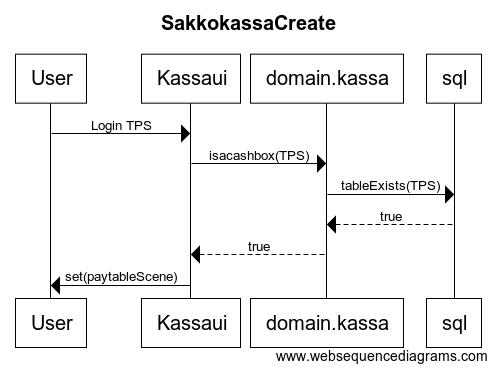 SakkokassaCreate
User
Kassaui
domain.kassa
sql
Login TPS
isacashbox(TPS)
tableExists(TPS)
true
true
set(paytableScene)
User
Kassaui
domain.kassa
sql
www.websequencediagrams.com